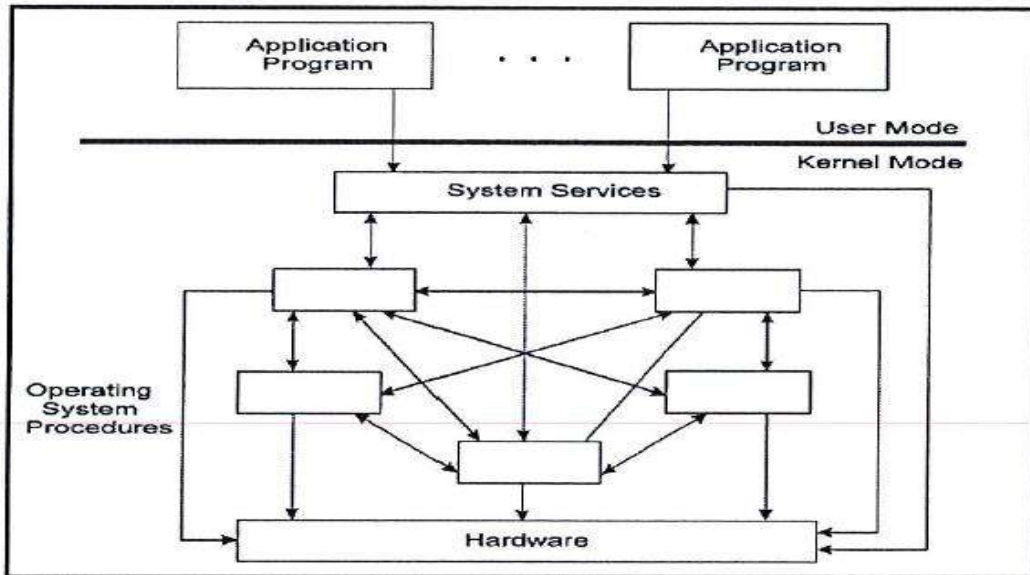 Application
Program
. . .
Application
Program
User Mode
Kernel Mode
System Services
Operating
System
Procedures
Hardware